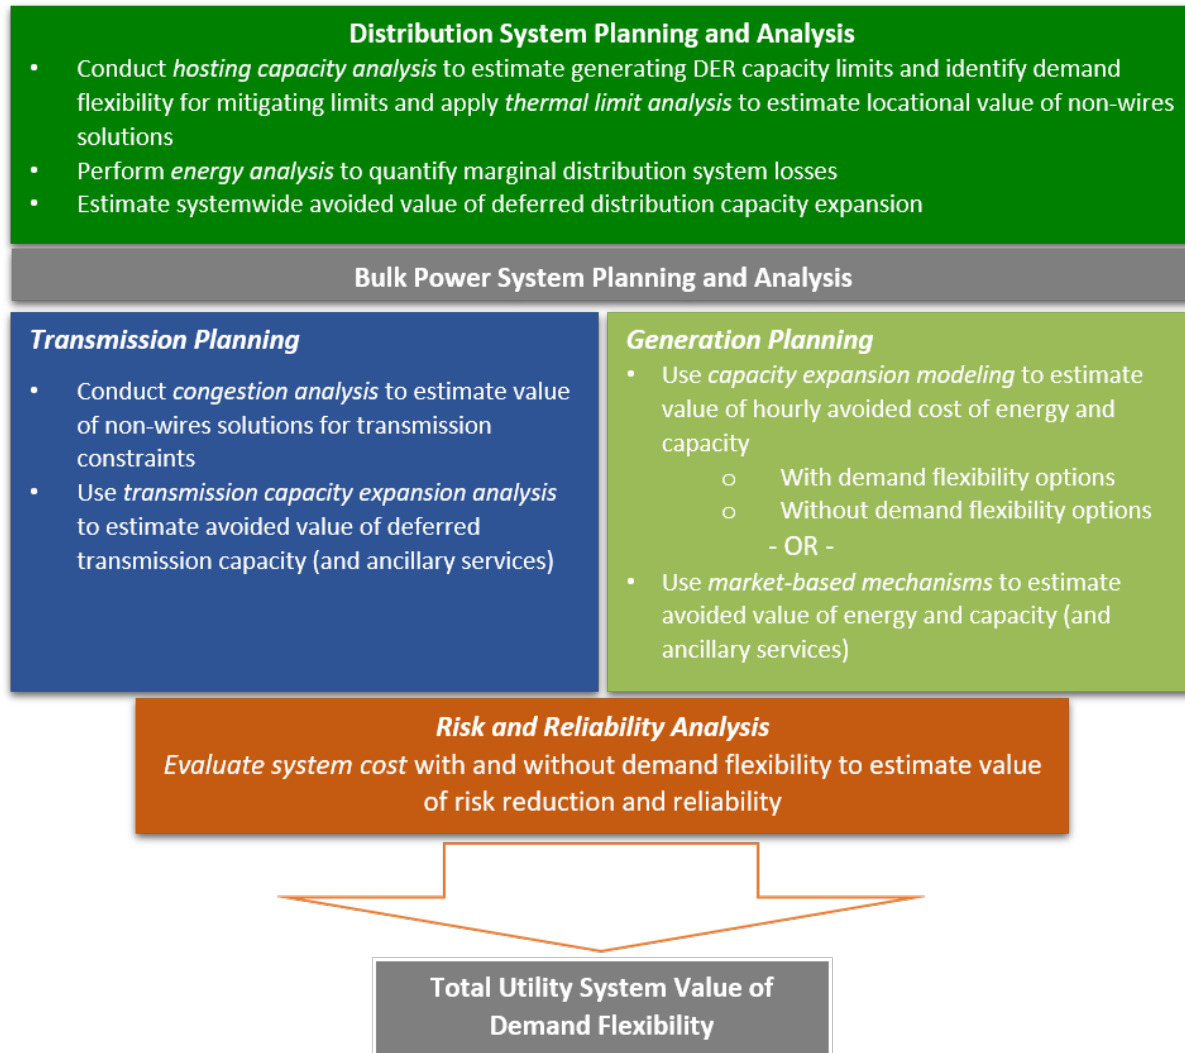 Distribution System Planning and Analysis
• Conduct hosting capacity analysis to estimate generating DER capacity limits and identify demand
flexibility for mitigating limits and apply thermal limit analysis to estimate locational value of non-wires
solutions
• Perform energy analysis to quantify marginal distribution system losses
• Estimate systemwide avoided value of deferred distribution capacity expansion
Bulk Power System Planning and Analysis
Transmission Planning
• Conduct congestion analysis to estimate value
of non-wires solutions for transmission
constraints
• Use transmission capacity expansion analysis
to estimate avoided value of deferred
transmission capacity (and ancillary services)
Generation Planning
• Use capacity expansion modeling to estimate
value of hourly avoided cost of energy and
capacity
o With demand flexibility options
o Without demand flexibility options
- OR -
• Use market-based mechanisms to estimate
avoided value of energy and capacity (and
ancillary services)
Risk and Reliability Analysis
Evaluate system cost with and without demand flexibility to estimate value
of risk reduction and reliability
Total Utility System Value of
Demand Flexibility